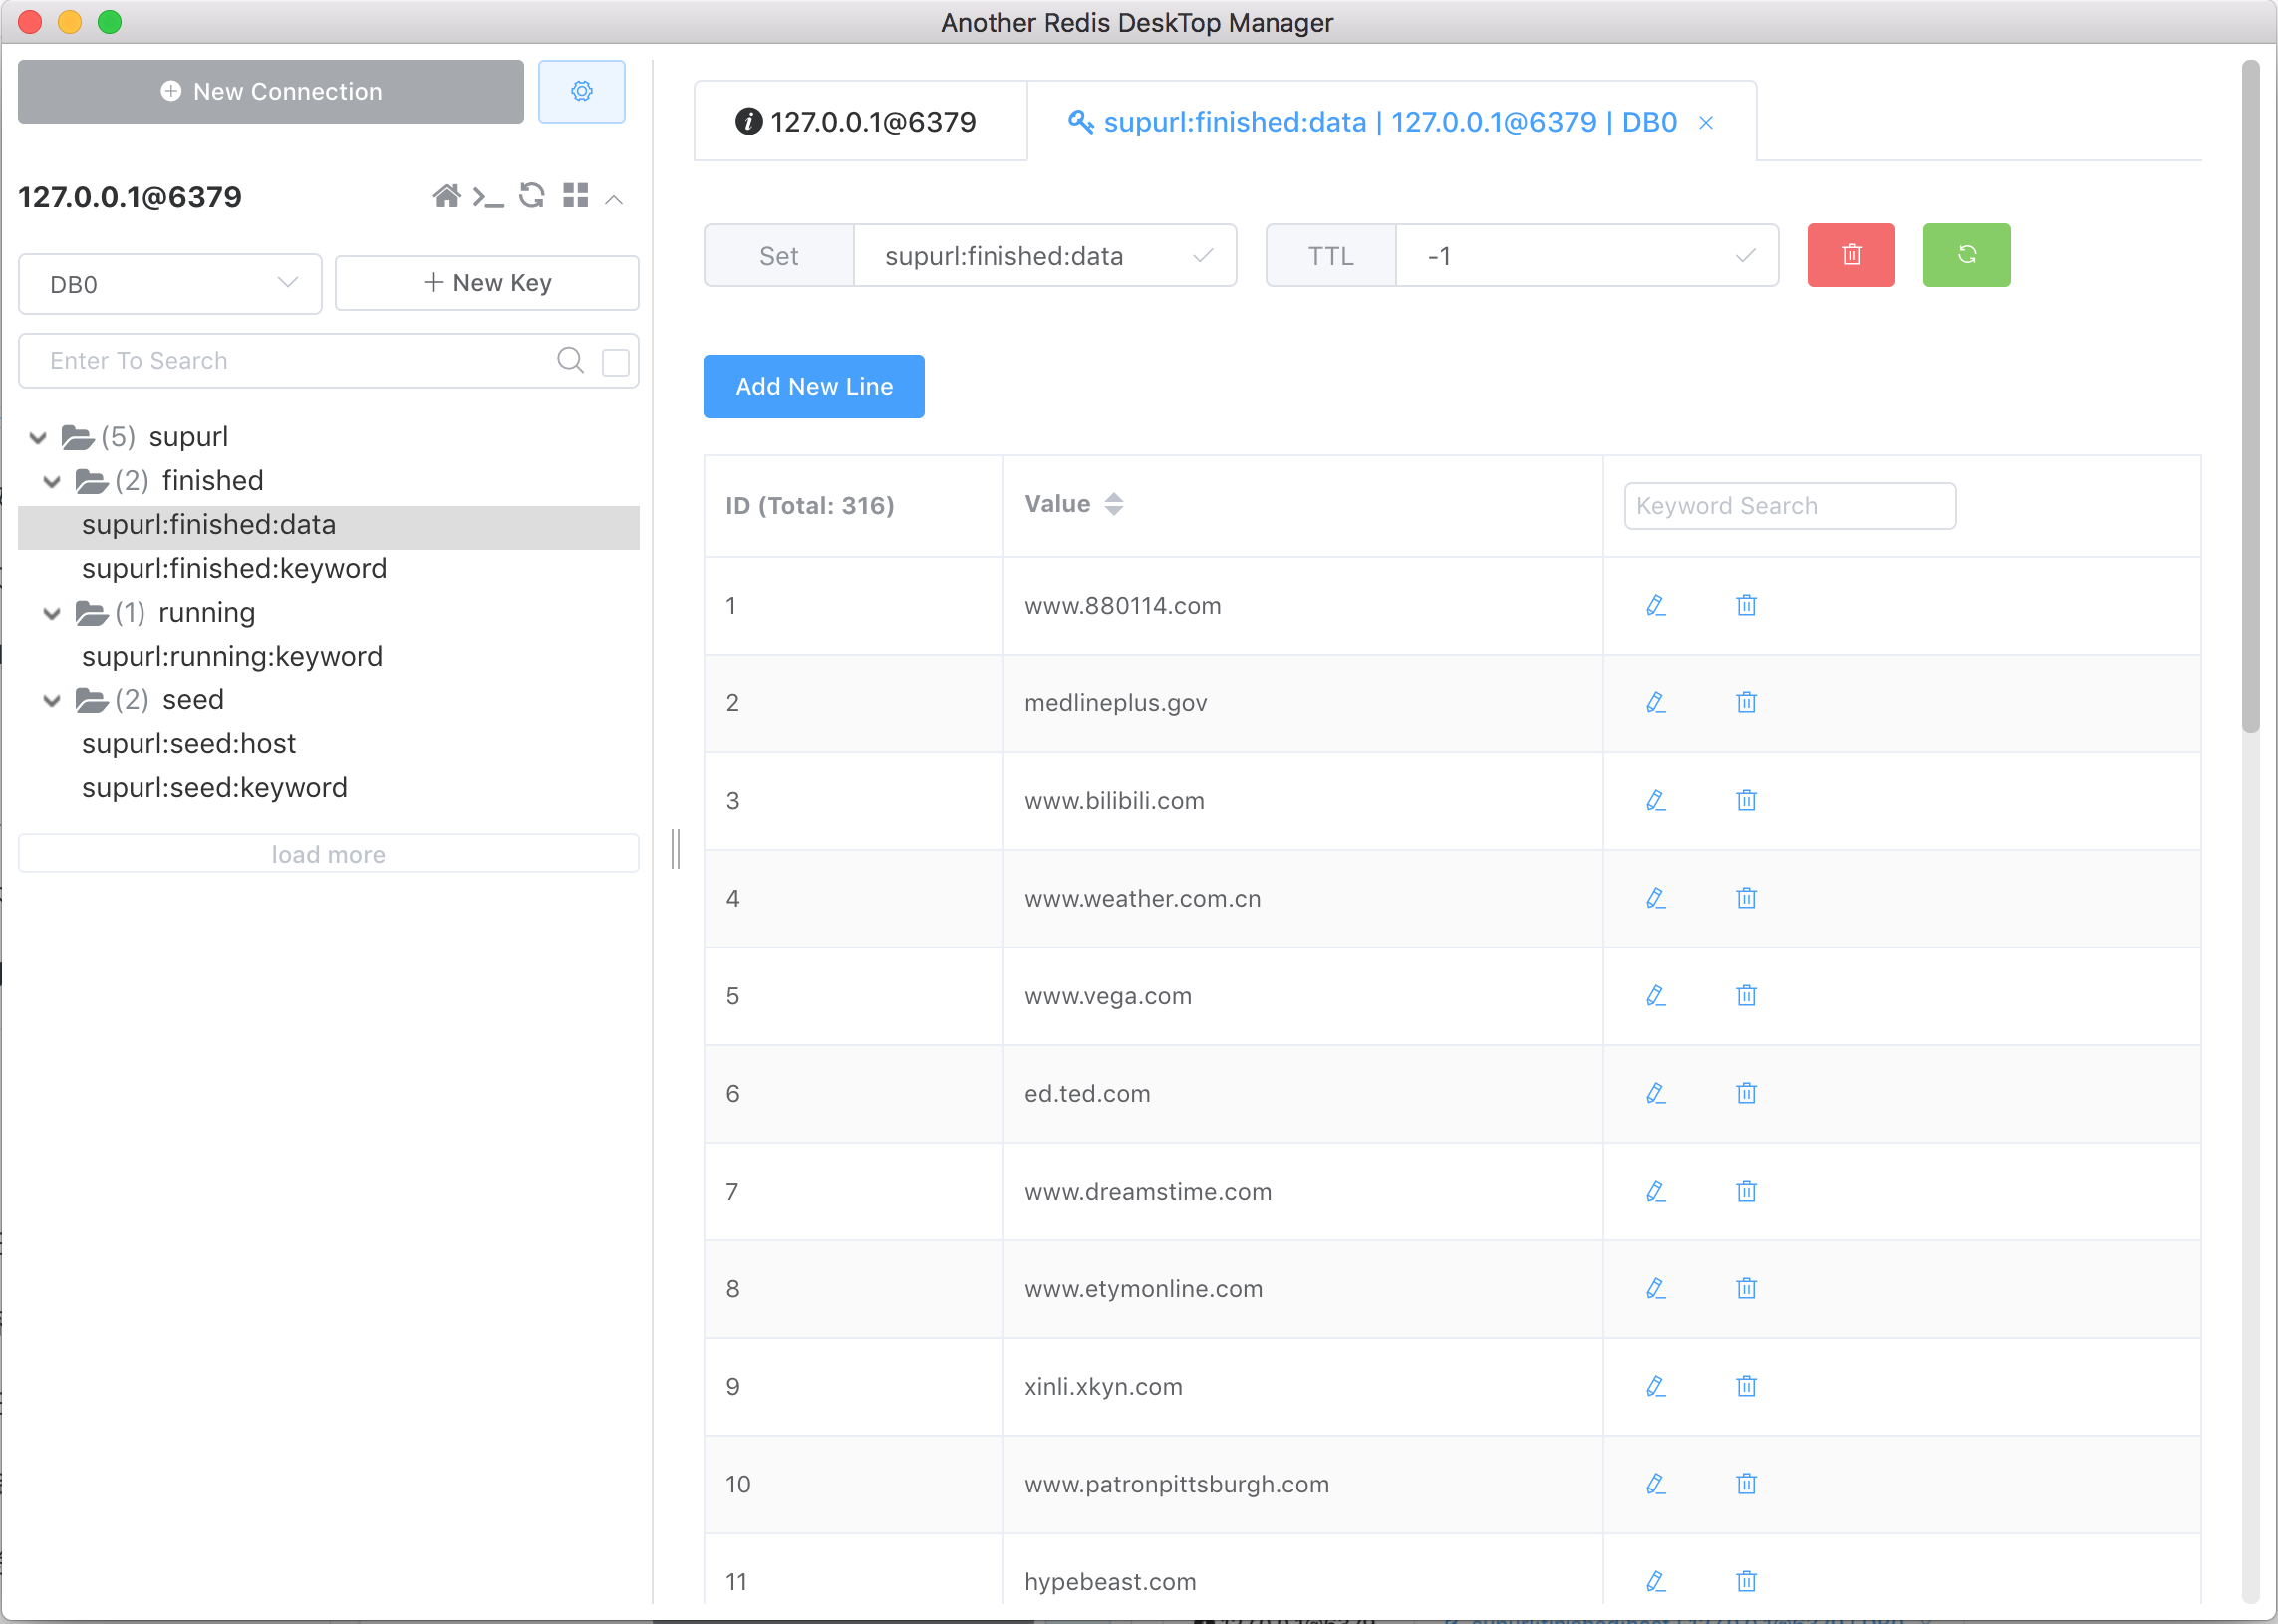 Another Redis DeskTop Manager
New Connection
127.0.0.1@6379
DB0
New Key
Enter To Search
(5) supurl
(2) finished
supurl:finished:data
supurl:finished:keyword
(1) running
supurl:running:keyword
(2) seed
supurl:seed:host
supurl:seed:keyword
load more
127.0.0.1@6379
supurl:finished:data | 127.0.0.1@6379 | DB0
Set supurl:finished:data
TTL -1
Add New Line
ID (Total: 316) Value Keyword Search
1 www.880114.com
2 medlineplus.gov
3 www.bilibili.com
4 www.weather.com.cn
5 www.vega.com
6 ed.ted.com
7 www.dreamstime.com
8 www.etymonline.com
9 xinli.xkyn.com
10 www.patronpittsburgh.com
11 hypebeast.com